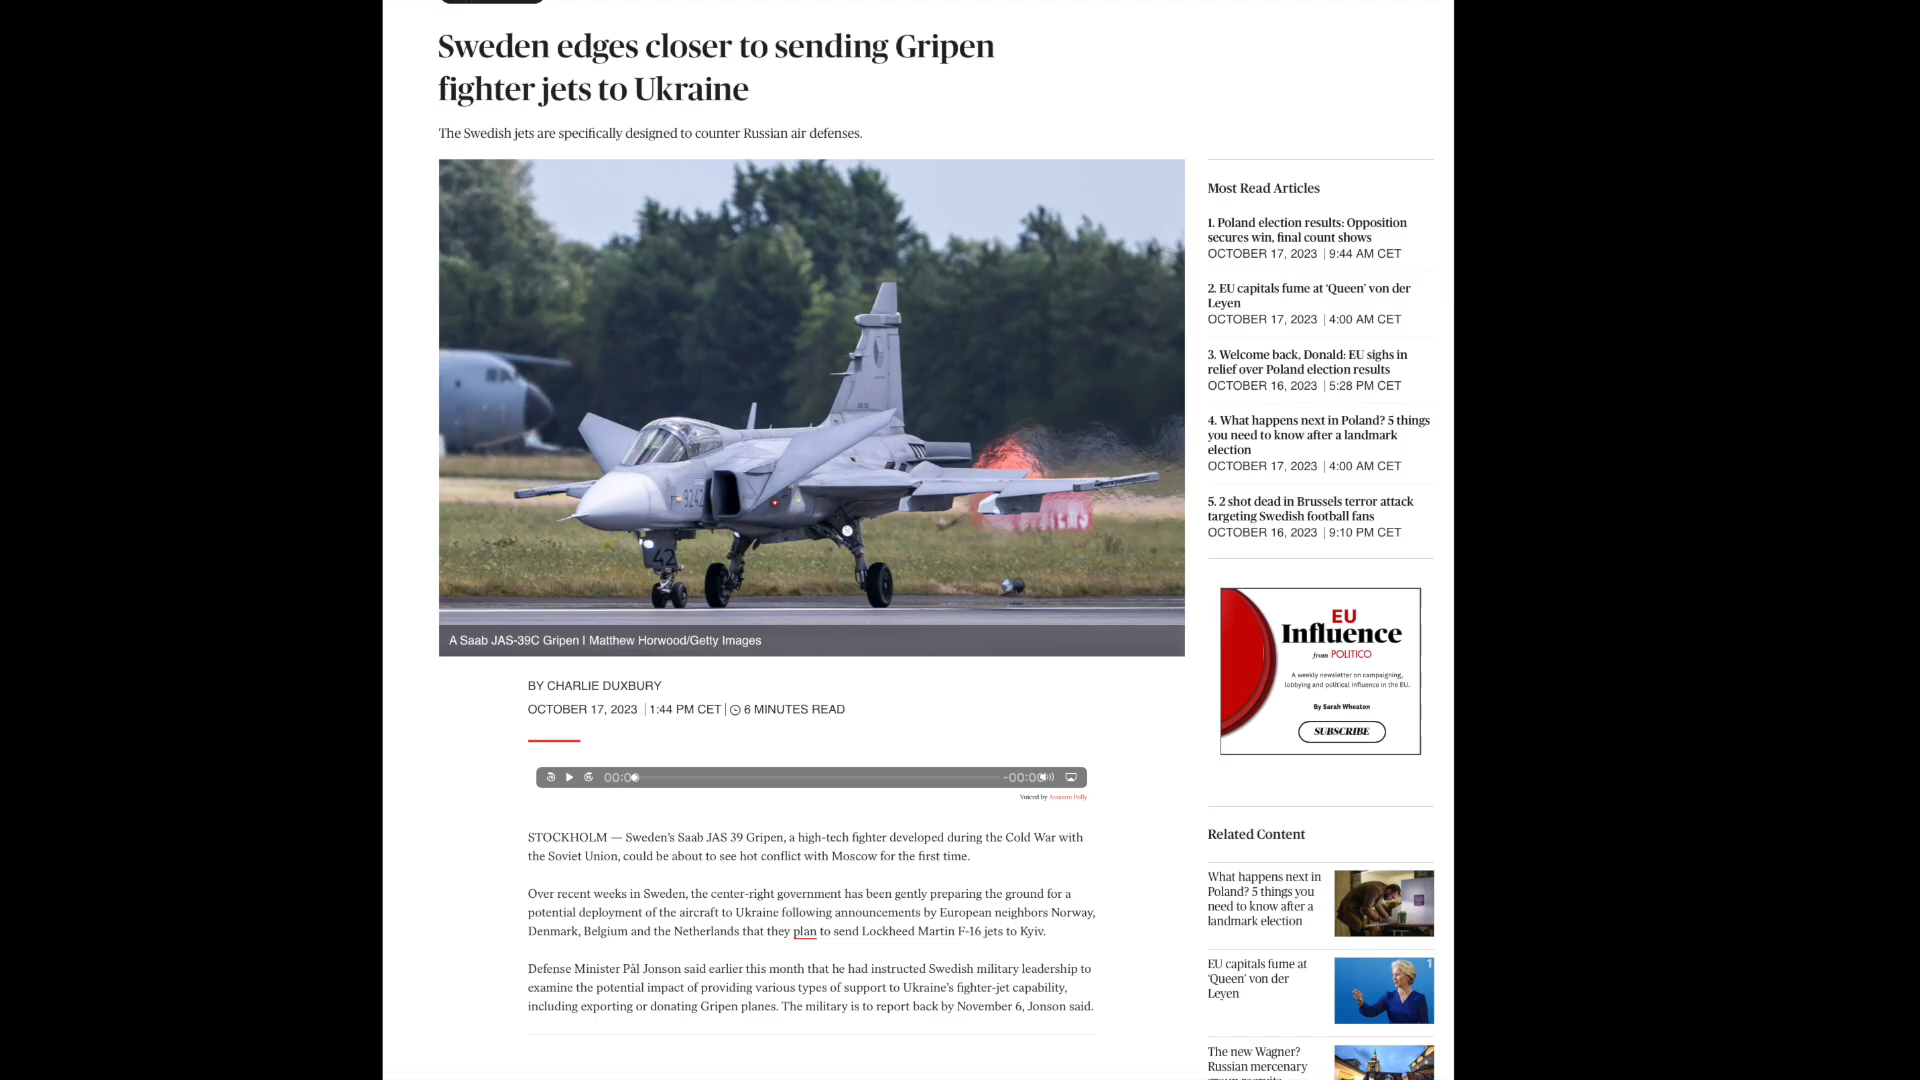 Sweden edges closer to sending Gripen
fighter jets to Ukraine
The Swedish jets are specifically designed to counter Russian air defenses.
9242
42
A Saab JAS-39C Gripen I Matthew Horwood/Getty Images
BY CHARLIE DUXBURY
OCTOBER 17, 2023 | 1:44 PM CET | 6 MINUTES READ
00:0
-00:0
Voiced by Amazon Polly
STOCKHOLM — Sweden’s Saab JAS 39 Gripen, a high-tech fighter developed during the Cold War with
the Soviet Union, could be about to see hot conflict with Moscow for the first time.
Over recent weeks in Sweden, the center-right government has been gently preparing the ground for a
potential deployment of the aircraft to Ukraine following announcements by European neighbors Norway,
Denmark, Belgium and the Netherlands that they plan to send Lockheed Martin F-16 jets to Kyiv.
Defense Minister Pål Jonson said earlier this month that he had instructed Swedish military leadership to
examine the potential impact of providing various types of support to Ukraine’s fighter-jet capability,
including exporting or donating Gripen planes. The military is to report back by November 6, Jonson said.
Most Read Articles
1. Poland election results: Opposition
secures win, final count shows
OCTOBER 17, 2023 | 9:44 AM CET
2. EU capitals fume at ‘Queen’ von der
Leyen
OCTOBER 17, 2023 | 4:00 AM CET
3. Welcome back, Donald: EU sighs in
relief over Poland election results
OCTOBER 16, 2023 | 5:28 PM CET
4. What happens next in Poland? 5 things
you need to know after a landmark
election
OCTOBER 17, 2023 | 4:00 AM CET
5. 2 shot dead in Brussels terror attack
targeting Swedish football fans
OCTOBER 16, 2023 | 9:10 PM CET
EU
Influence
from POLITICO
A weekly newsletter on campaigning,
lobbying and political influence in the EU.
By Sarah Wheaton
SUBSCRIBE
Related Content
What happens next in
Poland? 5 things you
need to know after a
landmark election
EU capitals fume at
‘Queen’ von der
Leyen
The new Wagner?
Russian mercenary